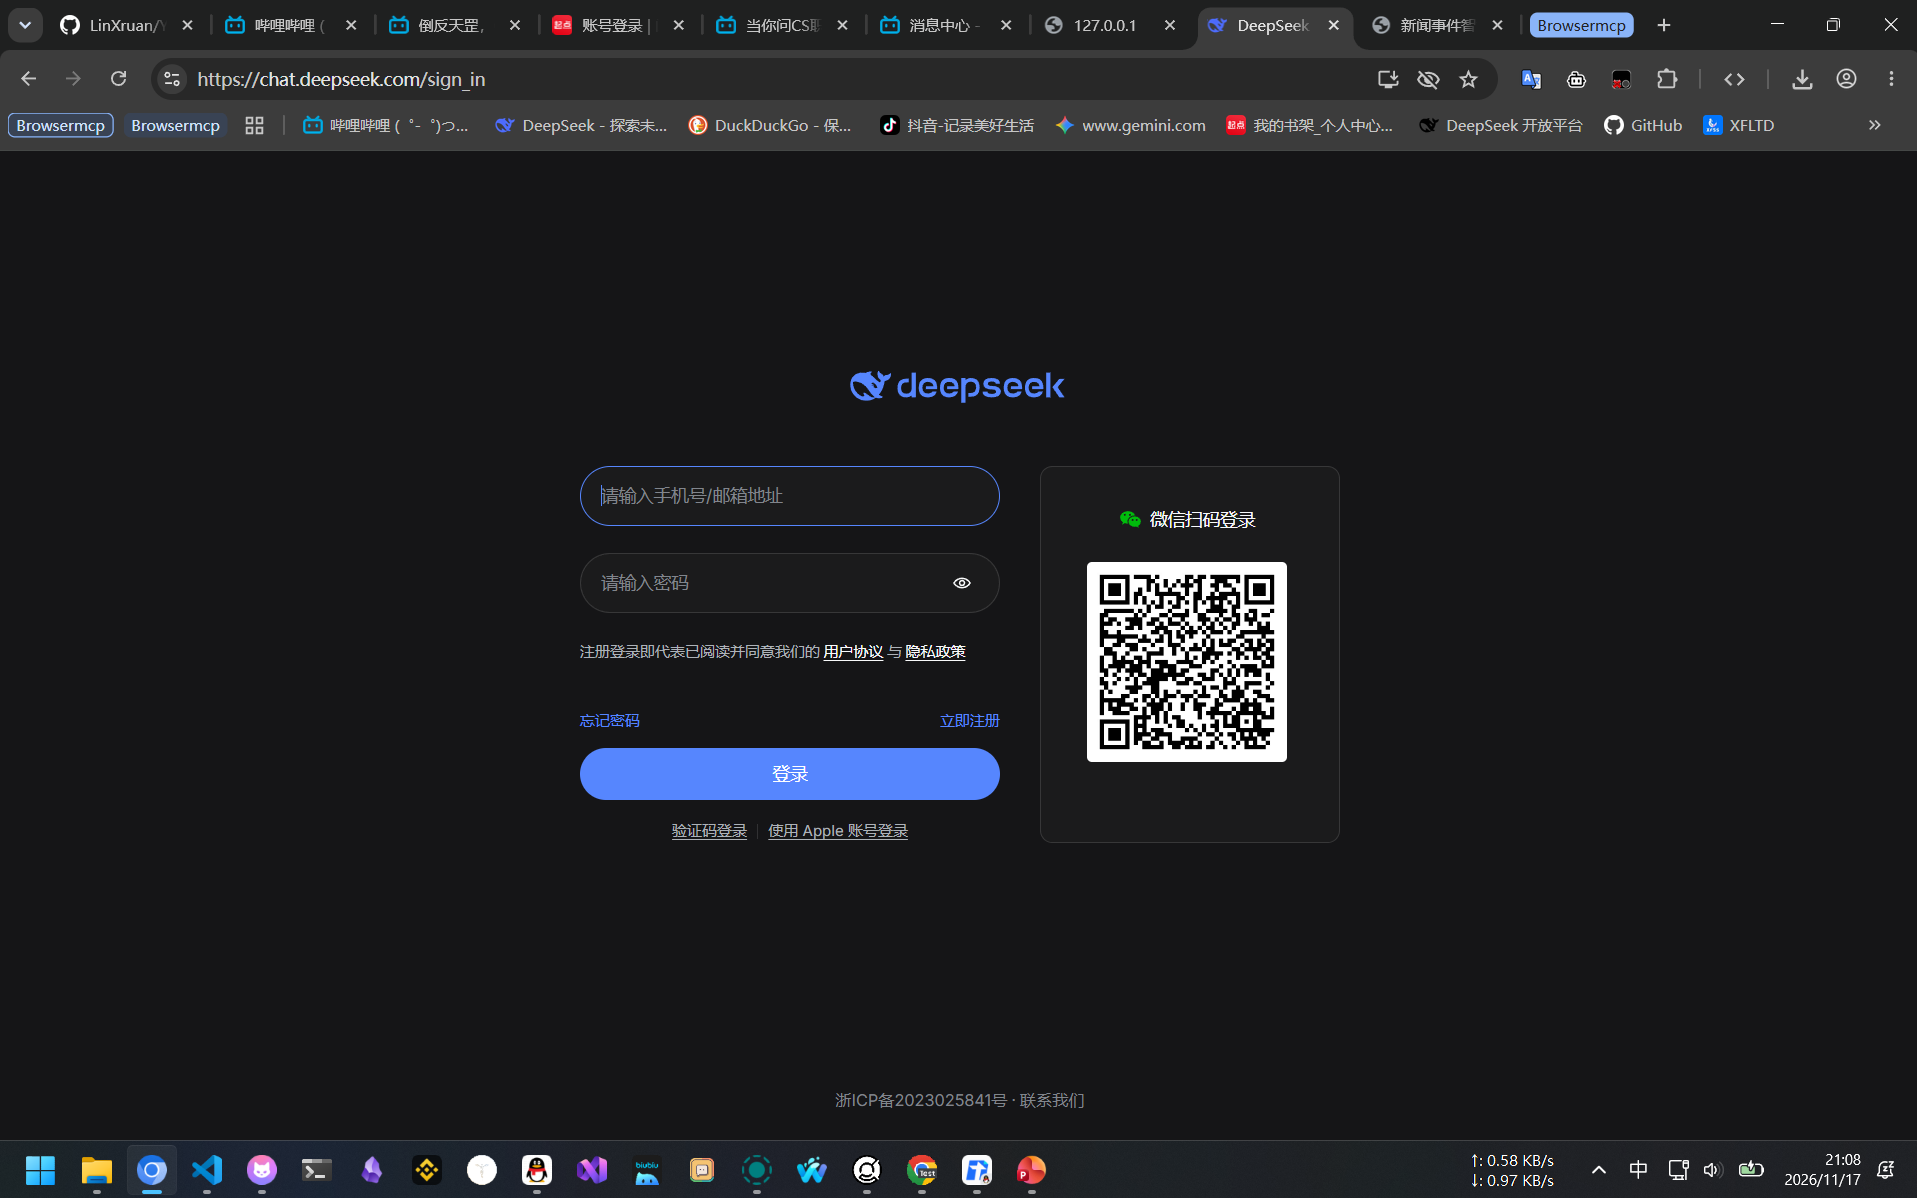 LinXruan/Y
哔哩哔哩 (
倒反天罡，
账号登录 |
当你问CS职
消息中心 -
127.0.0.1
DeepSeek
新闻事件智
Browsermcp
https://chat.deepseek.com/sign_in
Browsermcp
Browsermcp
哔哩哔哩 (゜-゜)つ...
DeepSeek - 探索未...
DuckDuckGo - 保...
抖音-记录美好生活
www.gemini.com
我的书架_个人中心...
DeepSeek 开放平台
GitHub
XFLTD
deepseek
请输入手机号/邮箱地址
请输入密码
注册登录即代表已阅读并同意我们的 用户协议 与 隐私政策
忘记密码
立即注册
登录
验证码登录
使用 Apple 账号登录
微信扫码登录
浙ICP备2023025841号 · 联系我们
biubiu
Test
↑: 0.58 KB/s
↓: 0.97 KB/s
中
21:08
2026/11/17